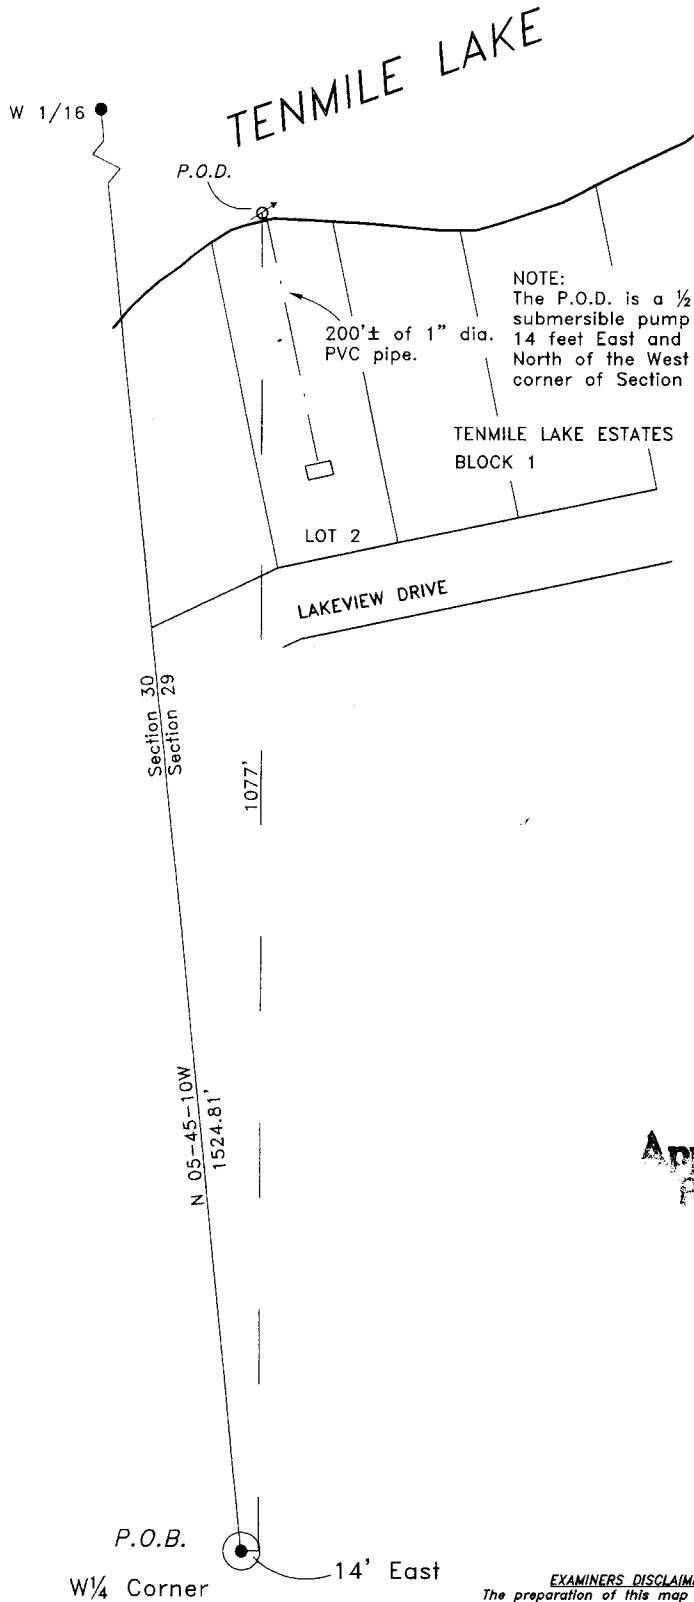 TENMILE LAKE
W 1/16
P.O.D.
NOTE:
The P.O.D. is a ½
submersible pump
14 feet East and
North of the West
corner of Section
200'± of 1" dia.
PVC pipe.
TENMILE LAKE ESTATES
BLOCK 1
LOT 2
LAKEVIEW DRIVE
Section 30
Section 29
1077'
N 05-45-10W
1524.81'
P.O.B.
14' East
W¼ Corner
EXAMINERS
The preparation of this map